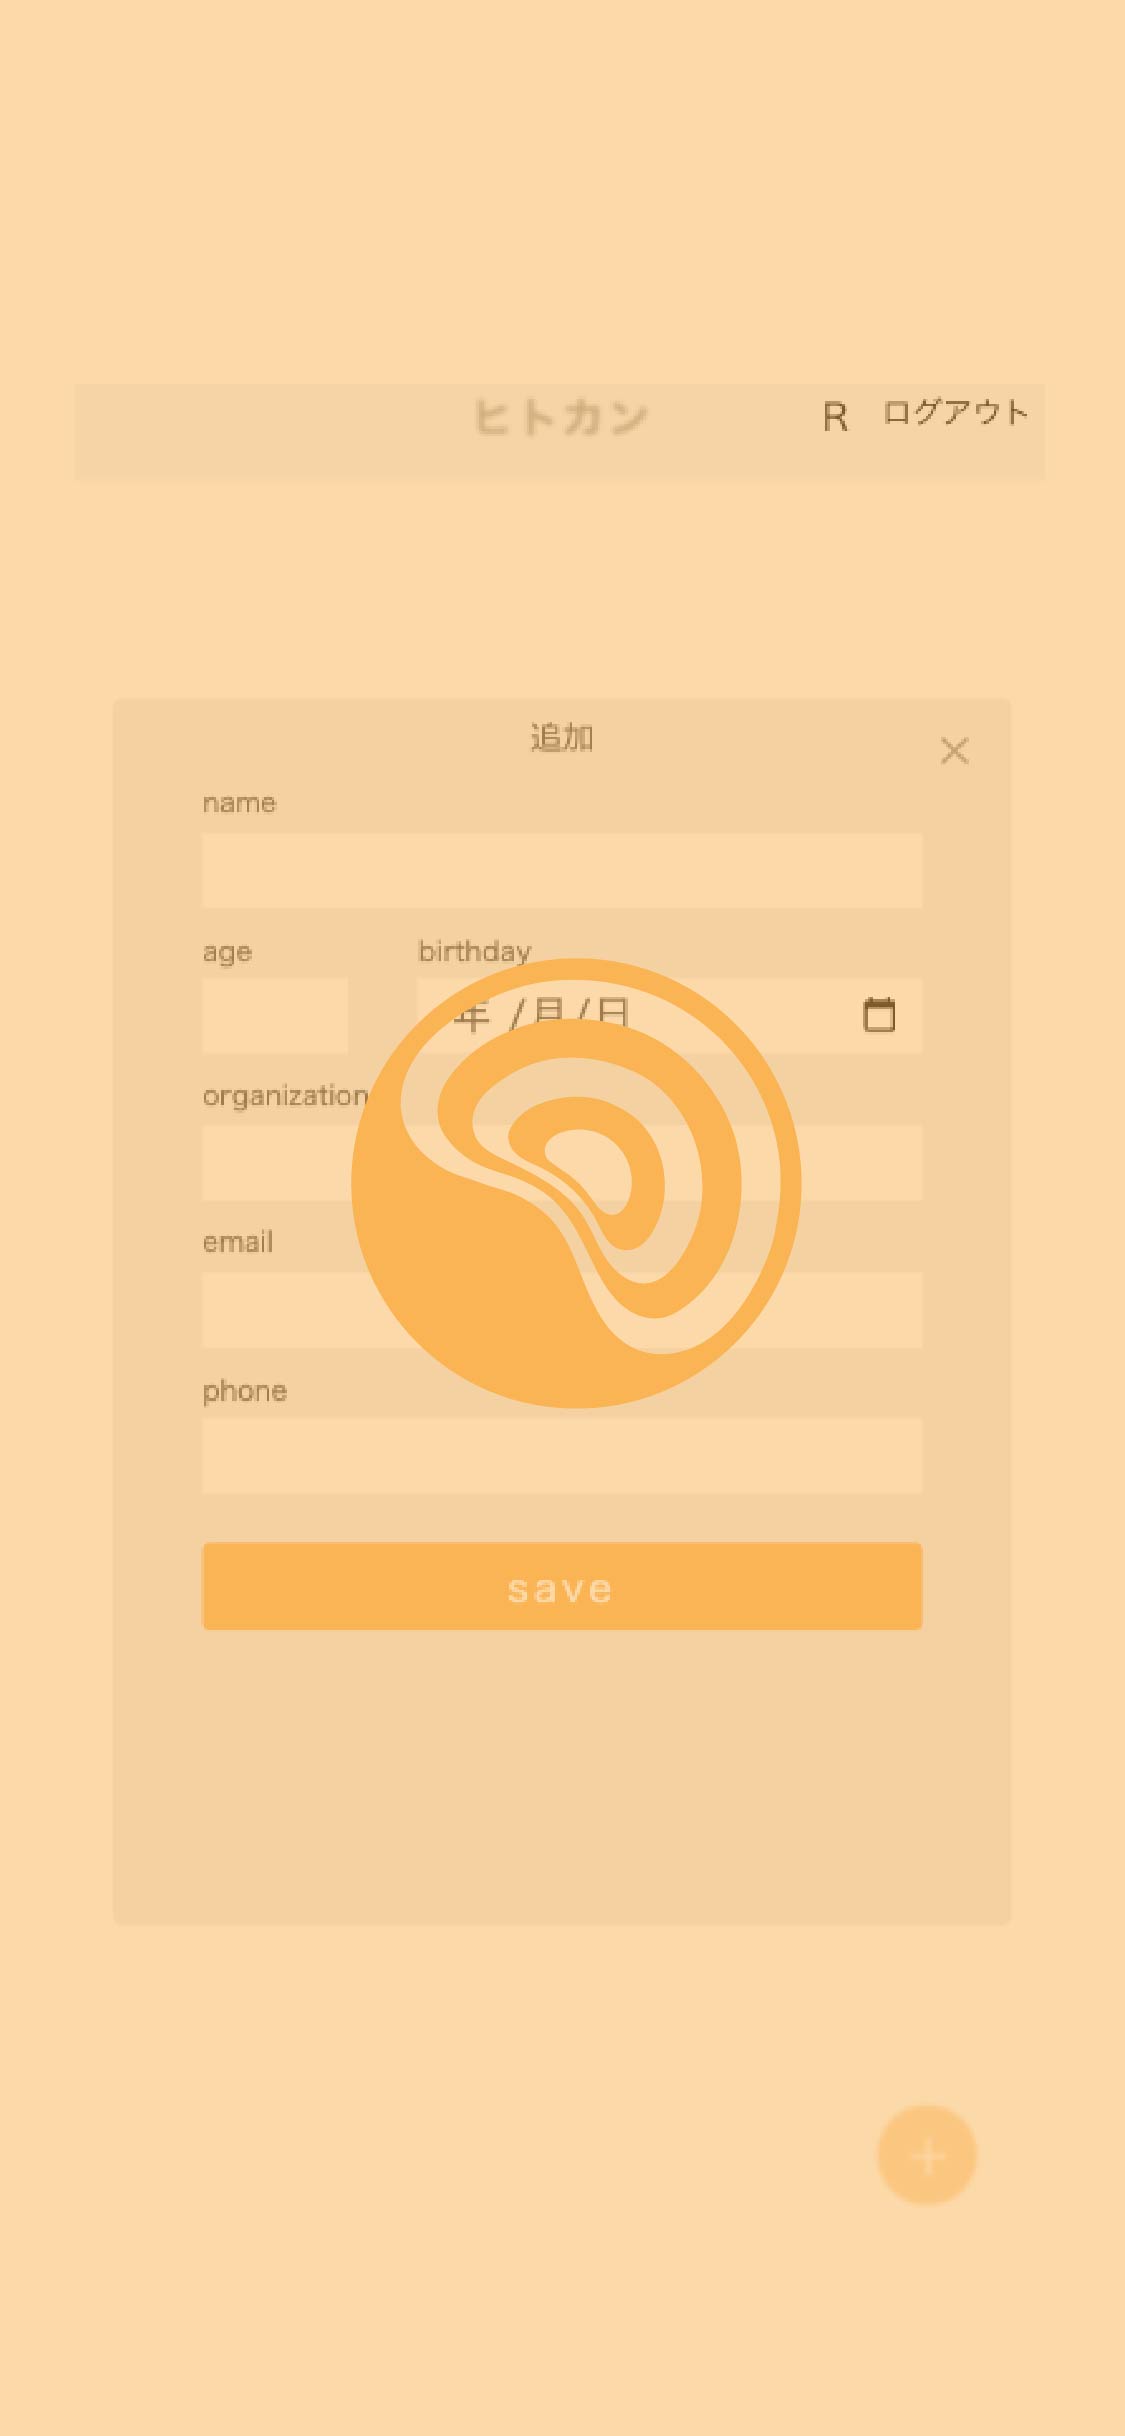 ヒトカン
R ログアウト
追加
name
age birthday
年 /月/日
organization
email
phone
save